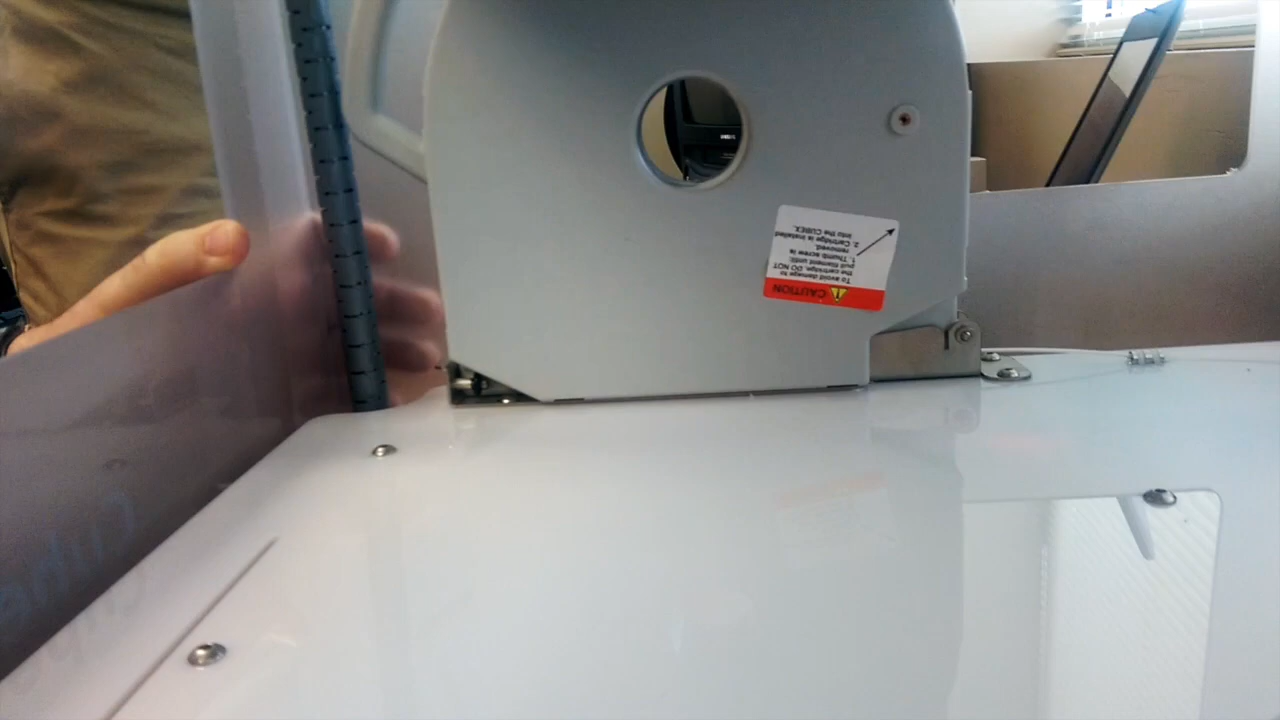 CAUTION
To avoid damage to
the cartridge, DO NOT
pull filament until:
1. Thumb screw is
removed.
2. Cartridge is installed
into the CUBEX.